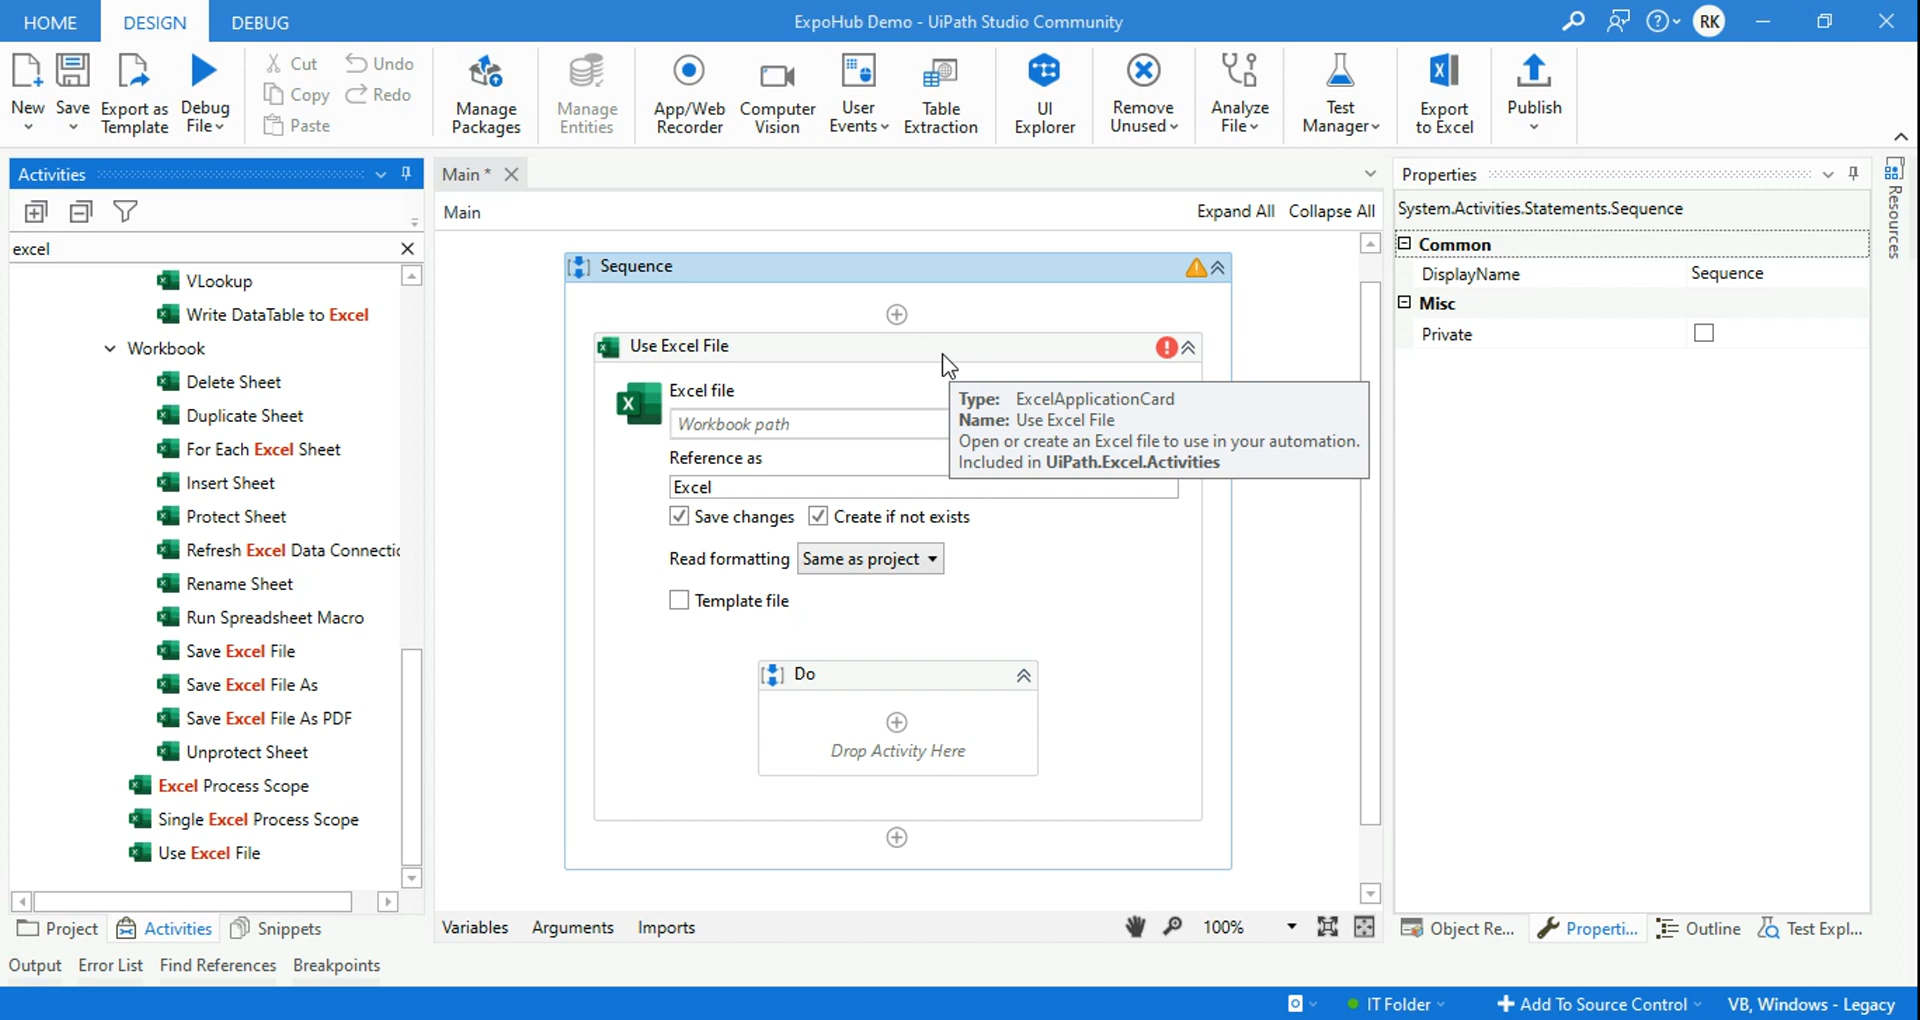 HOME DESIGN DEBUG ExpoHub Demo - UiPath Studio Community RK
New Save Export as Template Debug File
Cut Undo
Copy Redo
Paste
Manage Packages Manage Entities App/Web Recorder Computer Vision User Events Table Extraction UI Explorer Remove Unused Analyze File Test Manager Export to Excel Publish
Activities
excel
VLookup
Write DataTable to Excel
Workbook
Delete Sheet
Duplicate Sheet
For Each Excel Sheet
Insert Sheet
Protect Sheet
Refresh Excel Data Connectic
Rename Sheet
Run Spreadsheet Macro
Save Excel File
Save Excel File As
Save Excel File As PDF
Unprotect Sheet
Excel Process Scope
Single Excel Process Scope
Use Excel File
Project Activities Snippets
Main *
Main Expand All Collapse All
Sequence
Use Excel File
Excel file
Workbook path
Reference as
Excel
Save changes Create if not exists
Read formatting Same as project
Template file
Do
Drop Activity Here
Type: ExcelApplicationCard
Name: Use Excel File
Open or create an Excel file to use in your automation.
Included in UiPath.Excel.Activities
Variables Arguments Imports 100%
Properties
System.Activities.Statements.Sequence
Common
DisplayName Sequence
Misc
Private
Resources
Object Re... Properti... Outline Test Expl...
Output Error List Find References Breakpoints
IT Folder Add To Source Control VB, Windows - Legacy